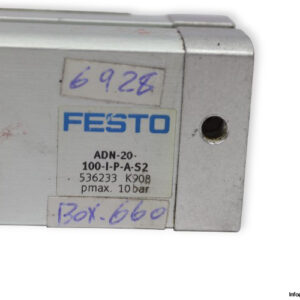 6928
FESTO
ADN-20-
100-I-P-A-S2
536233 K908
pmax. 10bar
Box.660